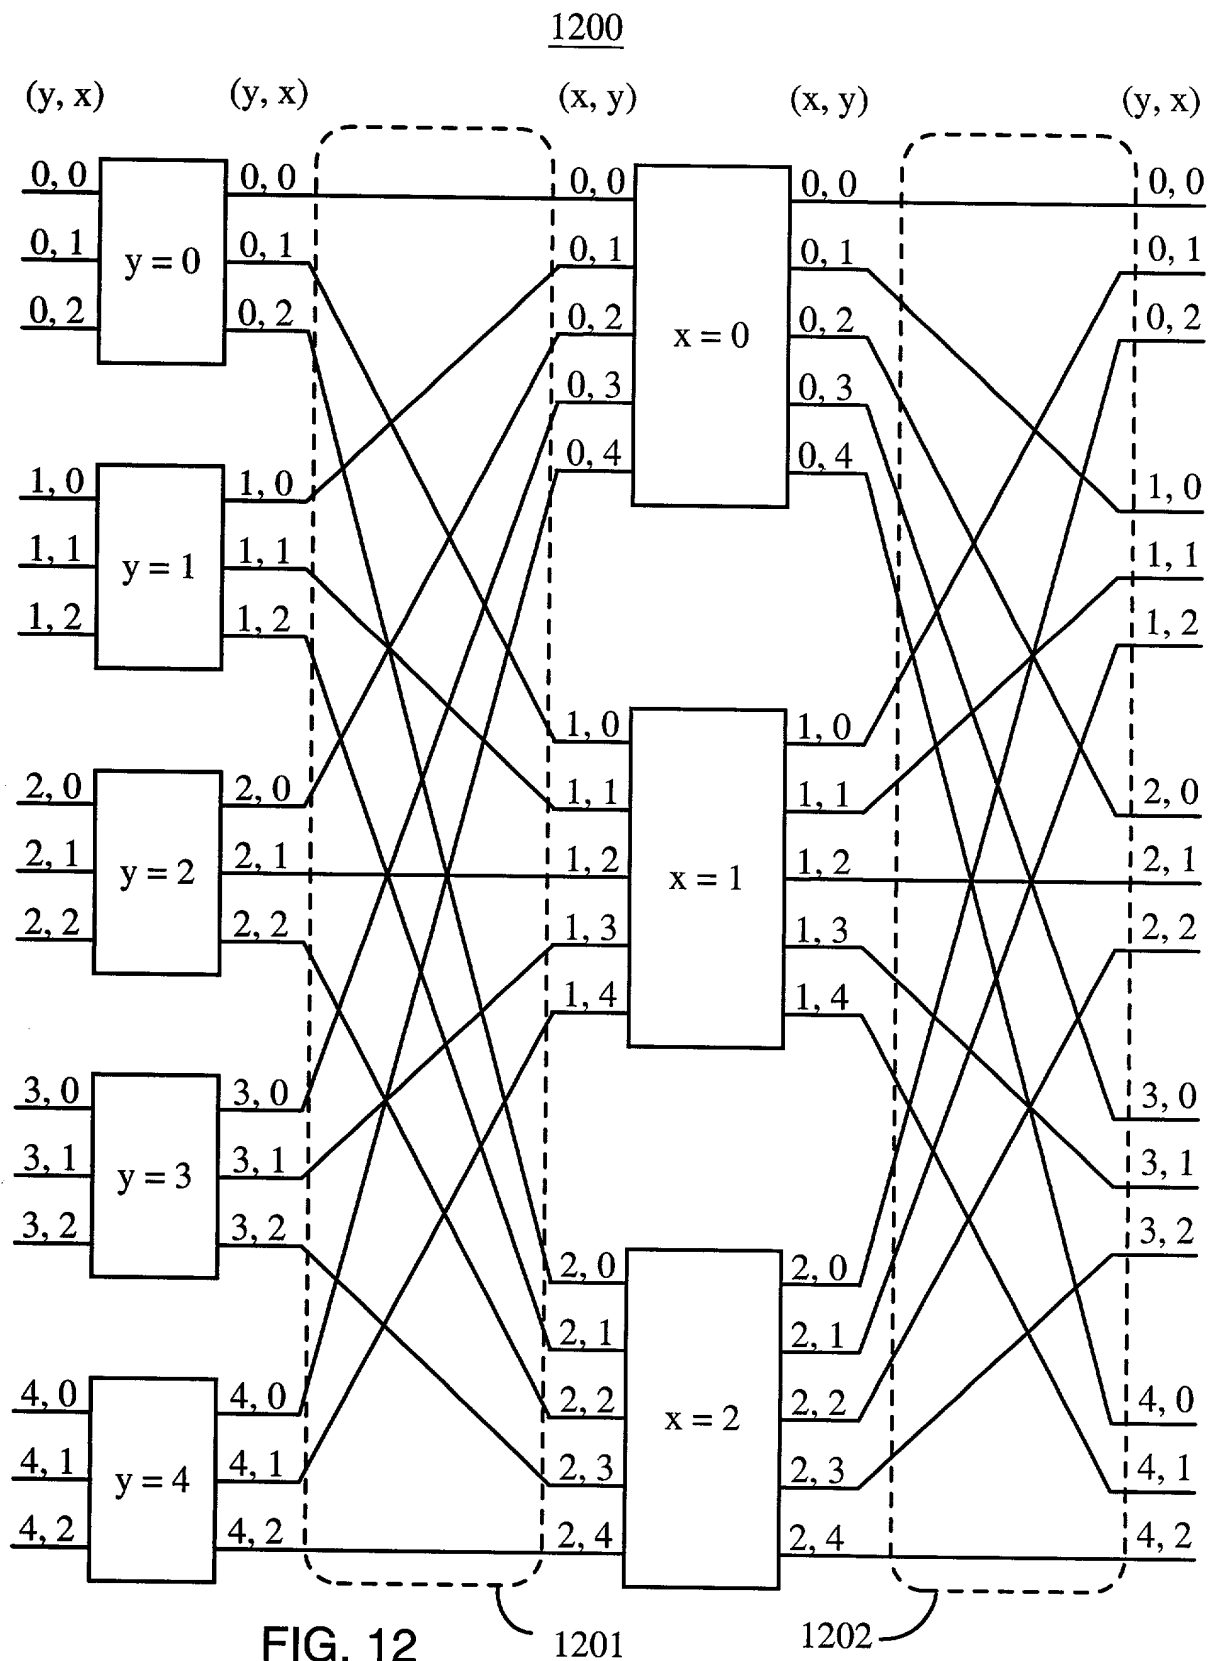 1200
(y, x) (y, x) (x, y) (x, y) (y, x)
0, 0 0, 0 0, 0 0, 0 0, 0
0, 1 y = 0 0, 1 0, 1 0, 1 0, 1
0, 2 0, 2 0, 2 x = 0 0, 2 0, 2
0, 3 0, 3
1, 0 1, 0 0, 4 0, 4 1, 0
1, 1 y = 1 1, 1 1, 1
1, 2 1, 2 1, 2
1, 0 1, 0
2, 0 2, 0 1, 1 1, 1 2, 0
2, 1 y = 2 2, 1 1, 2 x = 1 1, 2 2, 1
2, 2 2, 2 1, 3 1, 3 2, 2
1, 4 1, 4
3, 0 3, 0 3, 0
3, 1 y = 3 3, 1 3, 1
3, 2 3, 2 3, 2
2, 0 2, 0
2, 1 2, 1
4, 0 4, 0 2, 2 x = 2 2, 2 4, 0
4, 1 y = 4 4, 1 2, 3 2, 3 4, 1
4, 2 4, 2 2, 4 2, 4 4, 2
FIG. 12 1201 1202